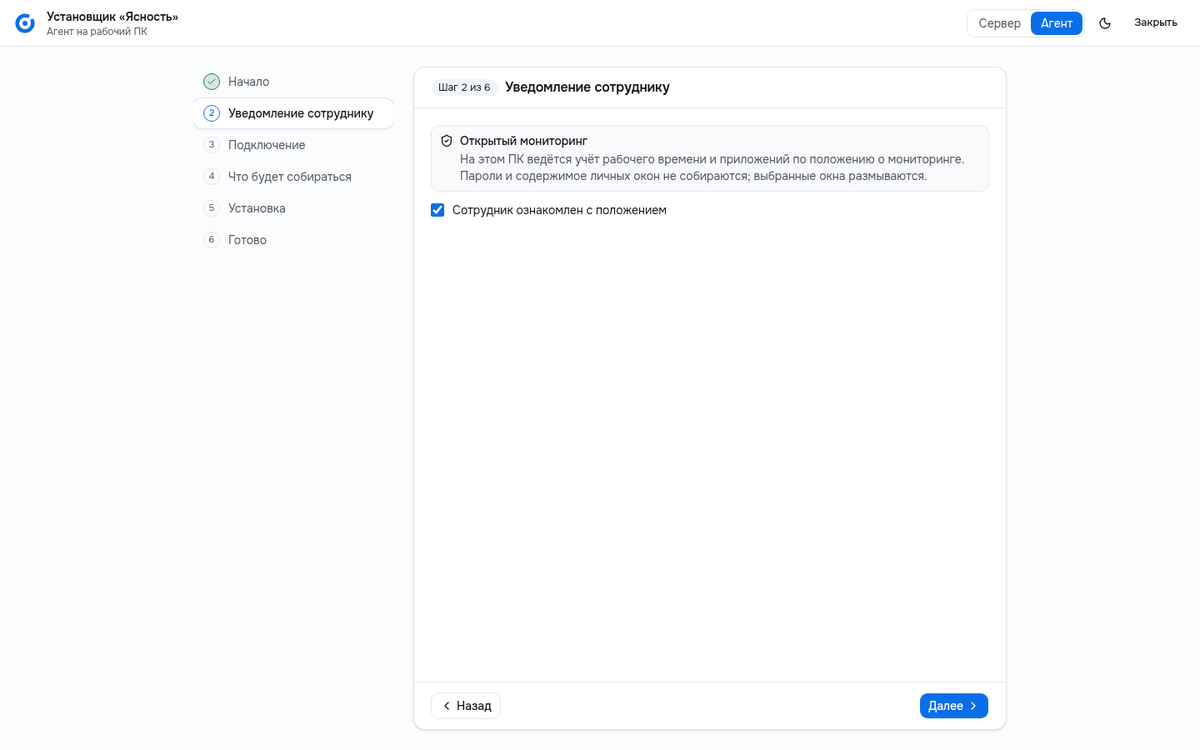 Установщик «Ясность»
Агент на рабочий ПК
Сервер
Агент
Закрыть
Начало
2 Уведомление сотруднику
3 Подключение
4 Что будет собираться
5 Установка
6 Готово
Шаг 2 из 6
Уведомление сотруднику
Открытый мониторинг
На этом ПК ведётся учёт рабочего времени и приложений по положению о мониторинге.
Пароли и содержимое личных окон не собираются; выбранные окна размываются.
Сотрудник ознакомлен с положением
Назад
Далее